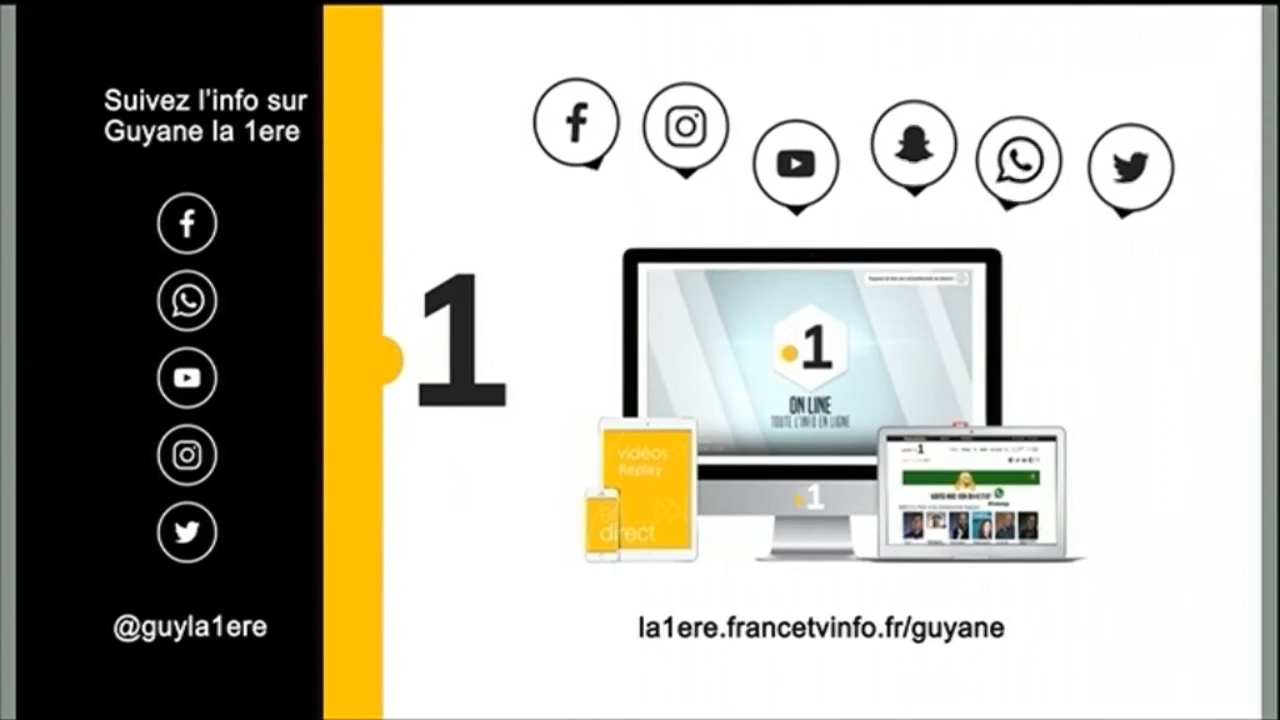 Suivez l'info sur
Guyane la 1ere
@guyla1ere
1
1
ON LINE
TOUTE L'INFO EN LIGNE
vidéos
Replay
direct
1
1
la1ere.francetvinfo.fr/guyane